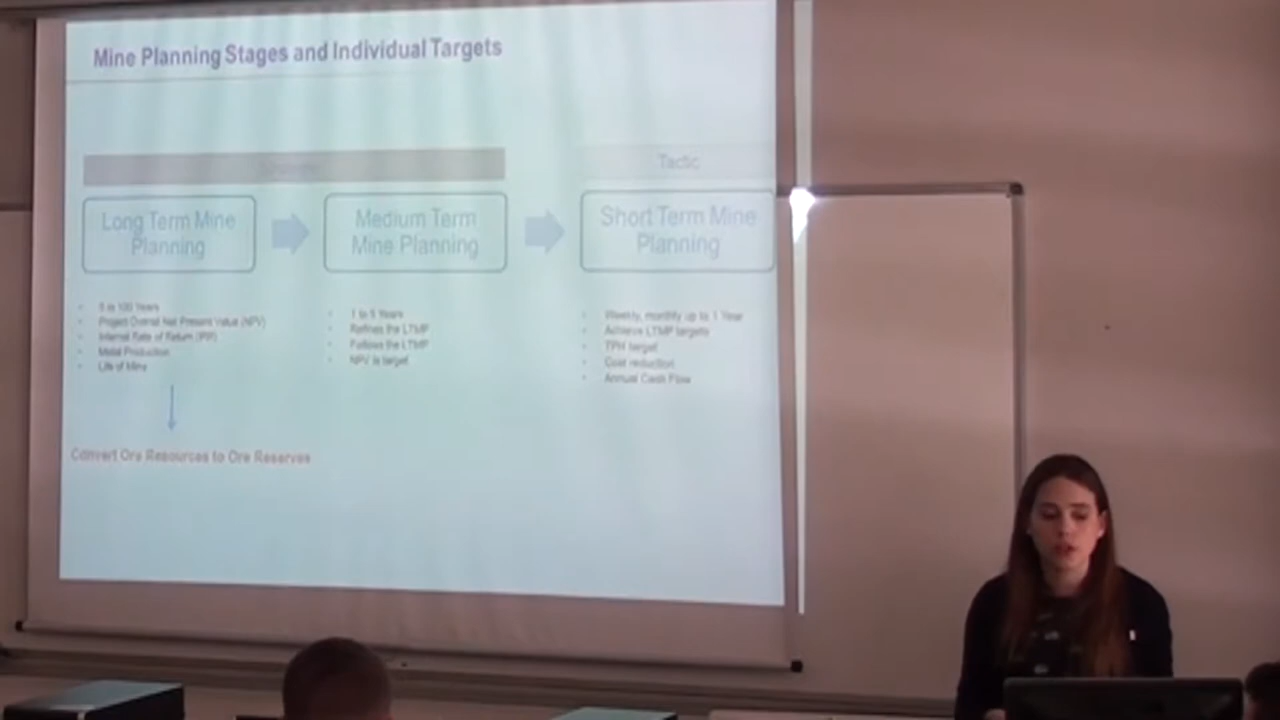 Mine Planning Stages and Individual Targets
Tactic
Long Term Mine
Planning
Medium Term
Mine Planning
Short Term Mine
Planning
5 to 100 Years
Project Overall Net Present Value (NPV)
Internal Rate of Return (IRR)
Metal Production
Life of Mine
1 to 5 Years
Refines the LTMP
Follows the LTMP
NPV is target
Weekly, monthly up to 1 Year
Achieve LTMP targets
TPH target
Cost reduction
Annual Cash Flow
Convert Ore Resources to Ore Reserves